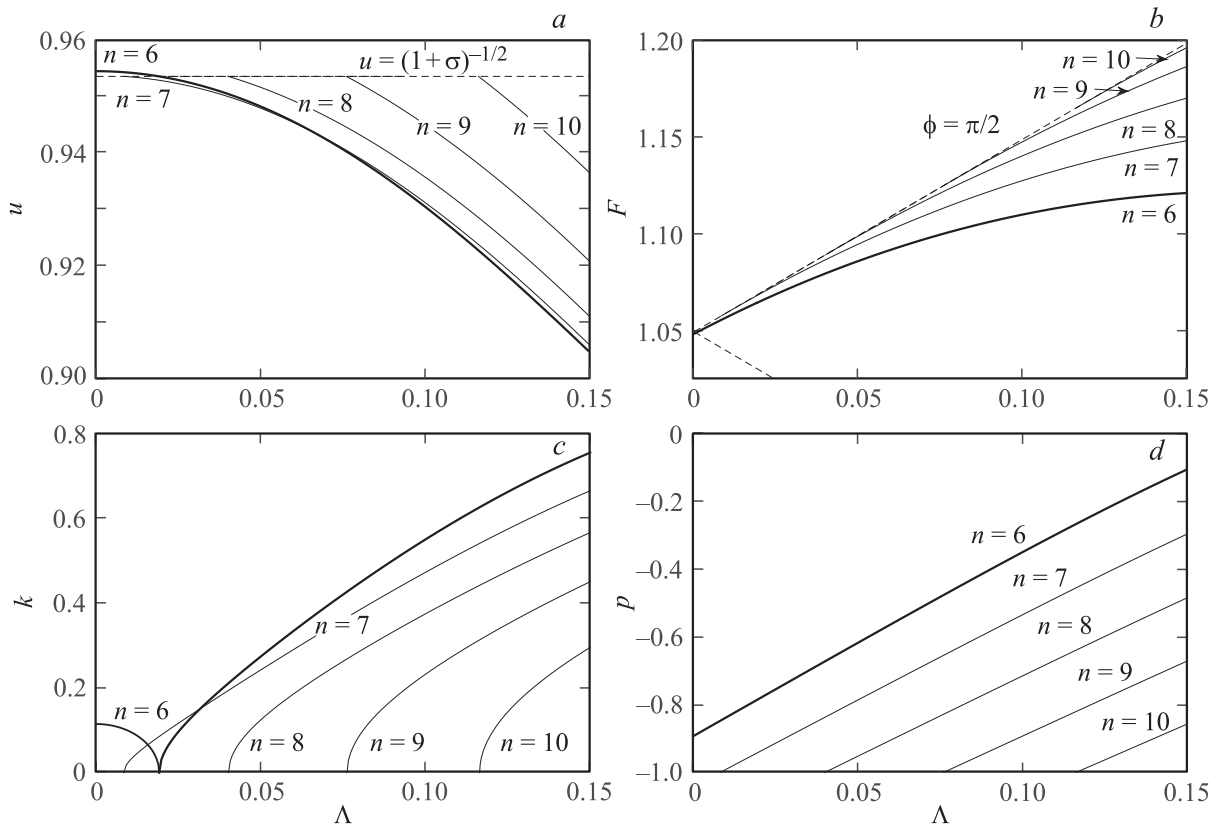 a
0.96
0.94
0.92
0.90
u
n = 6
n = 7
u = (1+σ)^{−1/2}
n = 8
n = 9
n = 10
0
0.05
0.10
0.15
b
1.20
1.15
1.10
1.05
F
n = 10
n = 9
ϕ = π/2
n = 8
n = 7
n = 6
0
0.05
0.10
0.15
c
0.8
0.6
0.4
0.2
0
k
n = 7
n = 6
n = 8
n = 9
n = 10
0
0.05
0.10
0.15
Λ
d
0
−0.2
−0.4
−0.6
−0.8
−1.0
p
n = 6
n = 7
n = 8
n = 9
n = 10
0
0.05
0.10
0.15
Λ